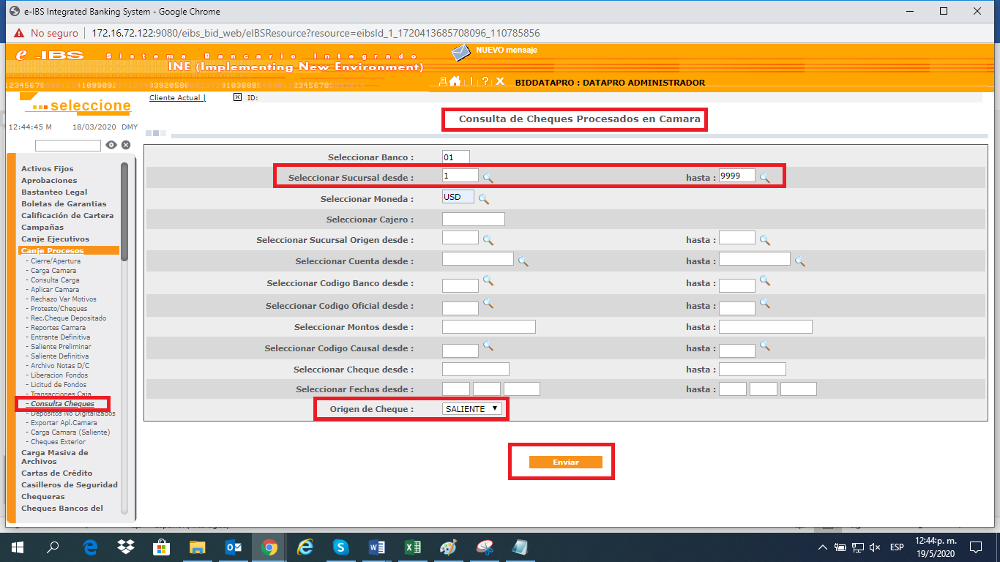 e-IBS Integrated Banking System - Google Chrome
No seguro | 172.16.72.122:9080/eibs_bid_web/eIBSResource?resource=eibsId_1_1720413685708096_110785856
e -IBS Sistema Bancario Integrado
NUEVO mensaje
INE (Implementing New Environment)
! ? X BIDDATAPRO : DATAPRO ADMINISTRADOR
seleccione
Cliente Actual |
ID:
12:44:45 M 18/03/2020 DMY
Consulta de Cheques Procesados en Camara
Activos Fijos
Aprobaciones
Bastanteo Legal
Boletas de Garantias
Calificación de Cartera
Campañas
Canje Ejecutivos
Canje Procesos
- Cierre/Apertura
- Carga Camara
- Consulta Carga
- Aplicar Camara
- Rechazo Var Motivos
- Protesto/Cheques
- Rec.Cheque Depositado
- Reportes Camara
- Entrante Definitiva
- Saliente Preliminar
- Saliente Definitiva
- Archivo Notas D/C
- Liberacion Fondos
- Licitud de Fondos
- Transacciones Caja
- Consulta Cheques
- Depositos No Digitalizados
- Exportar Apl.Camara
- Carga Camara (Saliente)
- Cheques Exterior
Carga Masiva de
Archivos
Cartas de Crédito
Casilleros de Seguridad
Chequeras
Cheques Bancos del
Seleccionar Banco : 01
Seleccionar Sucursal desde : 1 hasta : 9999
Seleccionar Moneda : USD
Seleccionar Cajero :
Seleccionar Sucursal Origen desde : hasta :
Seleccionar Cuenta desde : hasta :
Seleccionar Codigo Banco desde : hasta :
Seleccionar Codigo Oficial desde : hasta :
Seleccionar Montos desde : hasta :
Seleccionar Codigo Causal desde : hasta :
Seleccionar Cheque desde : hasta :
Seleccionar Fechas desde : hasta :
Origen de Cheque : SALIENTE
Enviar
ESP
12:44:p. m.
19/5/2020